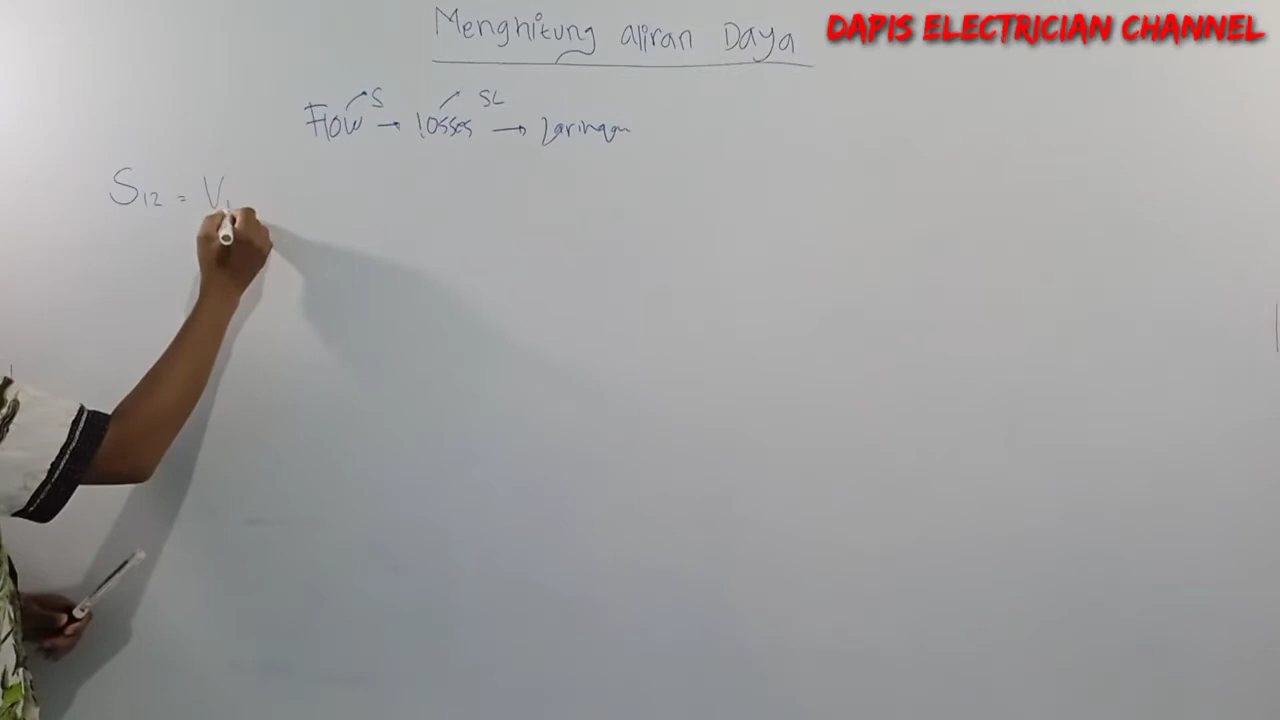 Menghitung aliran Daya
DAPIS ELECTRICIAN CHANNEL
S SL
Flow → Losses → Jaringan
S12 = V1